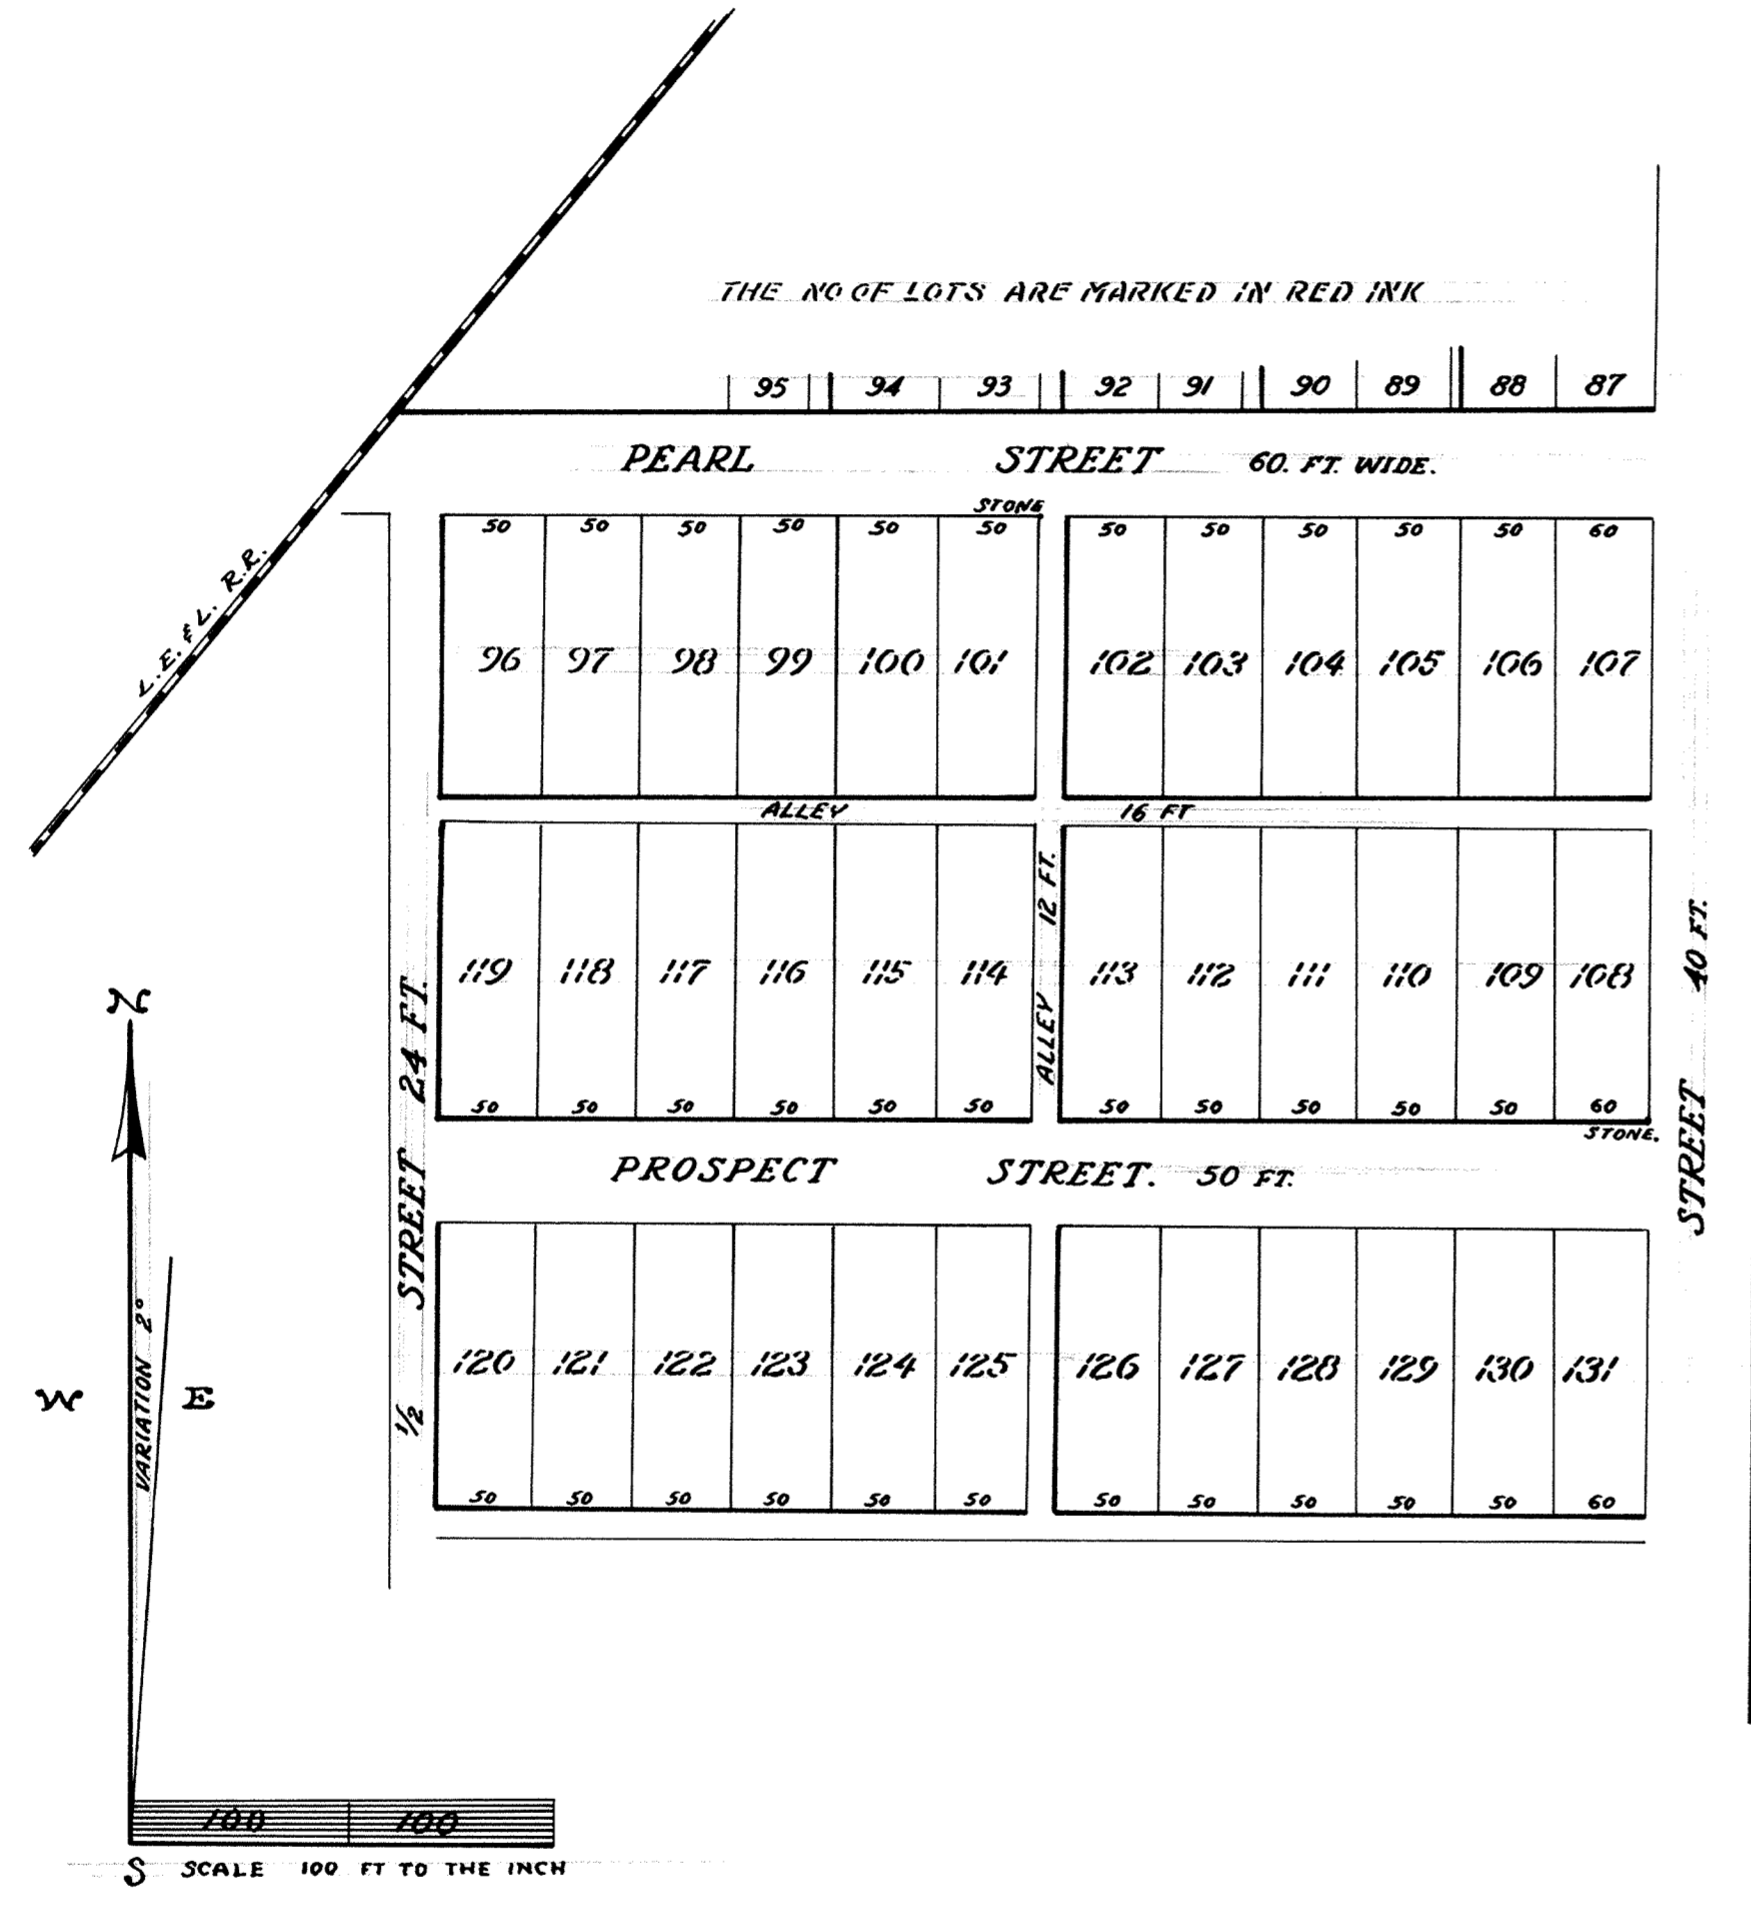 THE NO OF LOTS ARE MARKED IN RED INK
95 94 93 92 91 90 89 88 87
PEARL STREET 60. FT. WIDE.
STONE
50 50 50 50 50 50 50 50 50 50 50 60
L.E. & L. R.R.
96 97 98 99 100 101 102 103 104 105 106 107
ALLEY 16 FT
ALLEY 12 FT.
119 118 117 116 115 114 113 112 111 110 109 108
50 50 50 50 50 50 50 50 50 50 50 60
STONE.
STREET 40 FT.
1/2 STREET 24 FT.
PROSPECT STREET. 50 FT.
120 121 122 123 124 125 126 127 128 129 130 131
50 50 50 50 50 50 50 50 50 50 50 60
N
VARIATION 2°
W E
100 100
S SCALE 100 FT TO THE INCH